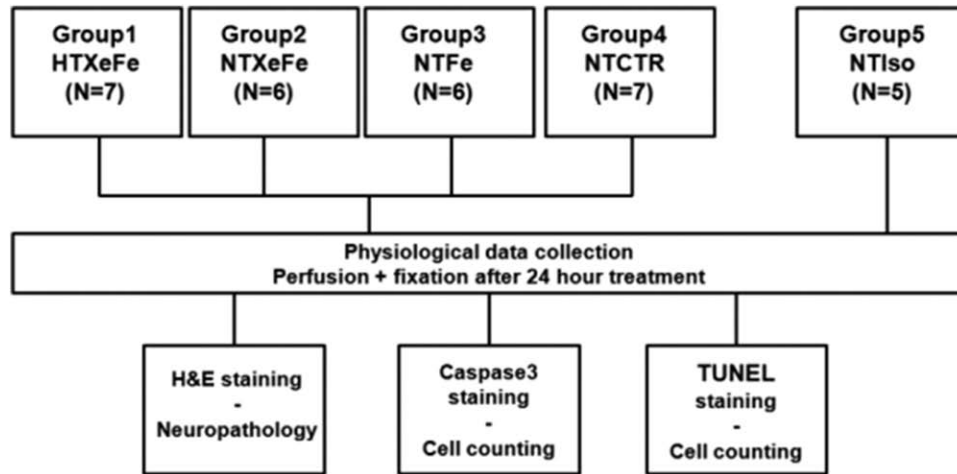 Group1
HTXeFe
(N=7)
Group2
NTXeFe
(N=6)
Group3
NTFe
(N=6)
Group4
NTCTR
(N=7)
Group5
NTIso
(N=5)
Physiological data collection
Perfusion + fixation after 24 hour treatment
H&E staining
-
Neuropathology
Caspase3
staining
-
Cell counting
TUNEL
staining
-
Cell counting